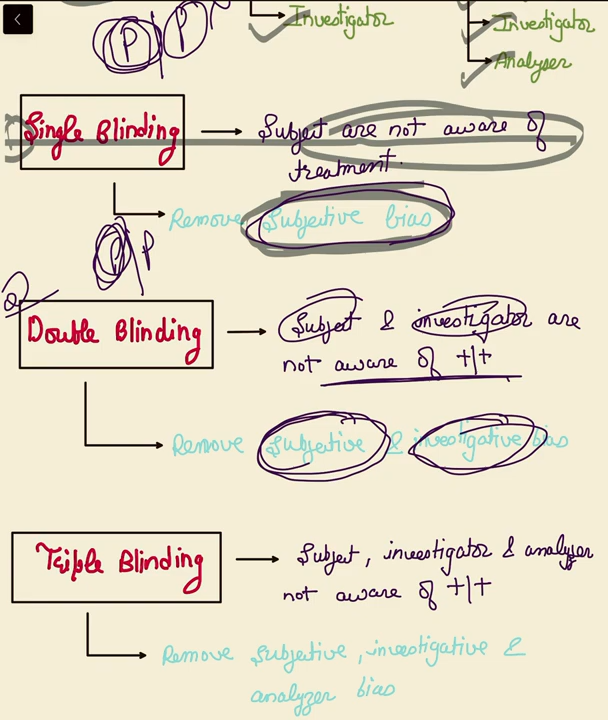 Investigator
Investigator
Analyser
P P
Single Blinding → Subject are not aware of
treatment.
Remove Subjective bias
P P
2)
Double Blinding → Subject & investigator are
not aware of t/t
Remove Subjective & investigative bias
Triple Blinding → Subject, investigator & analyzer
not aware of t/t
Remove Subjective, investigative &
analyzer bias